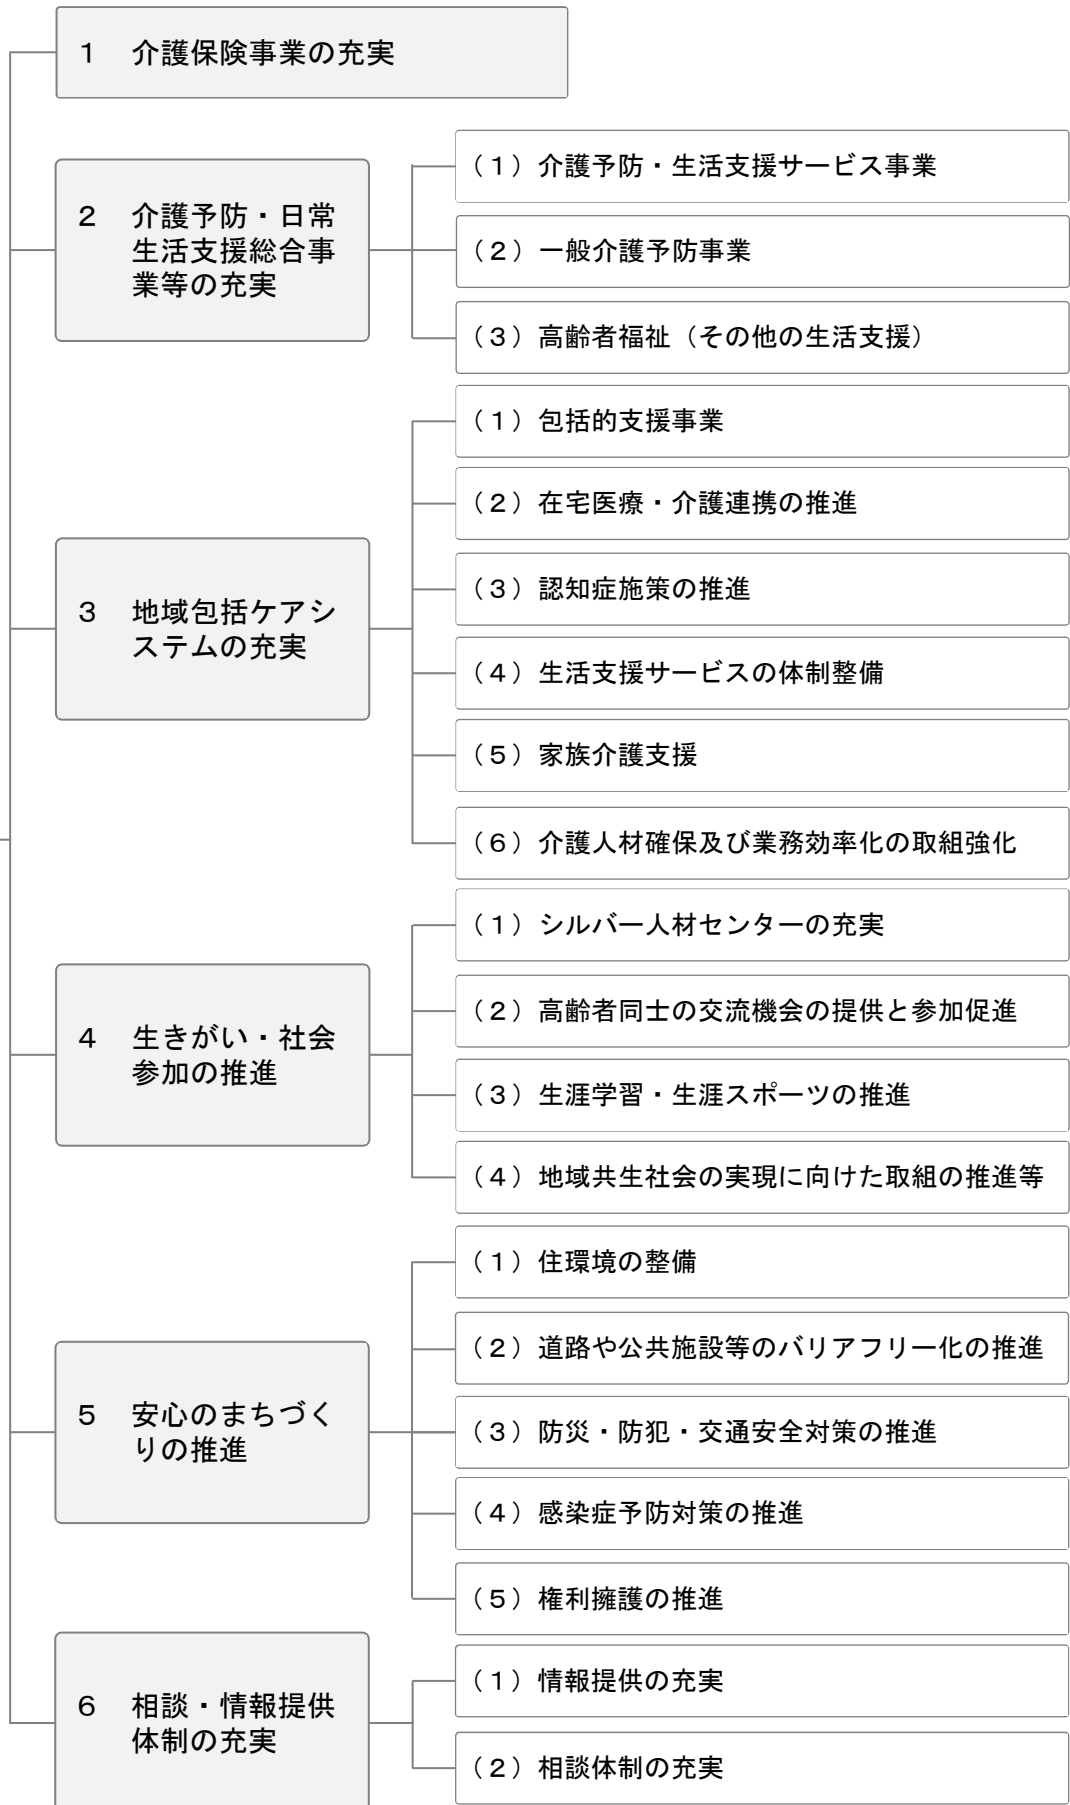 1 介護保険事業の充実
2 介護予防・日常
生活支援総合事
業等の充実
（１）介護予防・生活支援サービス事業
（２）一般介護予防事業
（３）高齢者福祉（その他の生活支援）
3 地域包括ケアシ
ステムの充実
（１）包括的支援事業
（２）在宅医療・介護連携の推進
（３）認知症施策の推進
（４）生活支援サービスの体制整備
（５）家族介護支援
（６）介護人材確保及び業務効率化の取組強化
4 生きがい・社会
参加の推進
（１）シルバー人材センターの充実
（２）高齢者同士の交流機会の提供と参加促進
（３）生涯学習・生涯スポーツの推進
（４）地域共生社会の実現に向けた取組の推進等
5 安心のまちづく
りの推進
（１）住環境の整備
（２）道路や公共施設等のバリアフリー化の推進
（３）防災・防犯・交通安全対策の推進
（４）感染症予防対策の推進
（５）権利擁護の推進
6 相談・情報提供
体制の充実
（１）情報提供の充実
（２）相談体制の充実